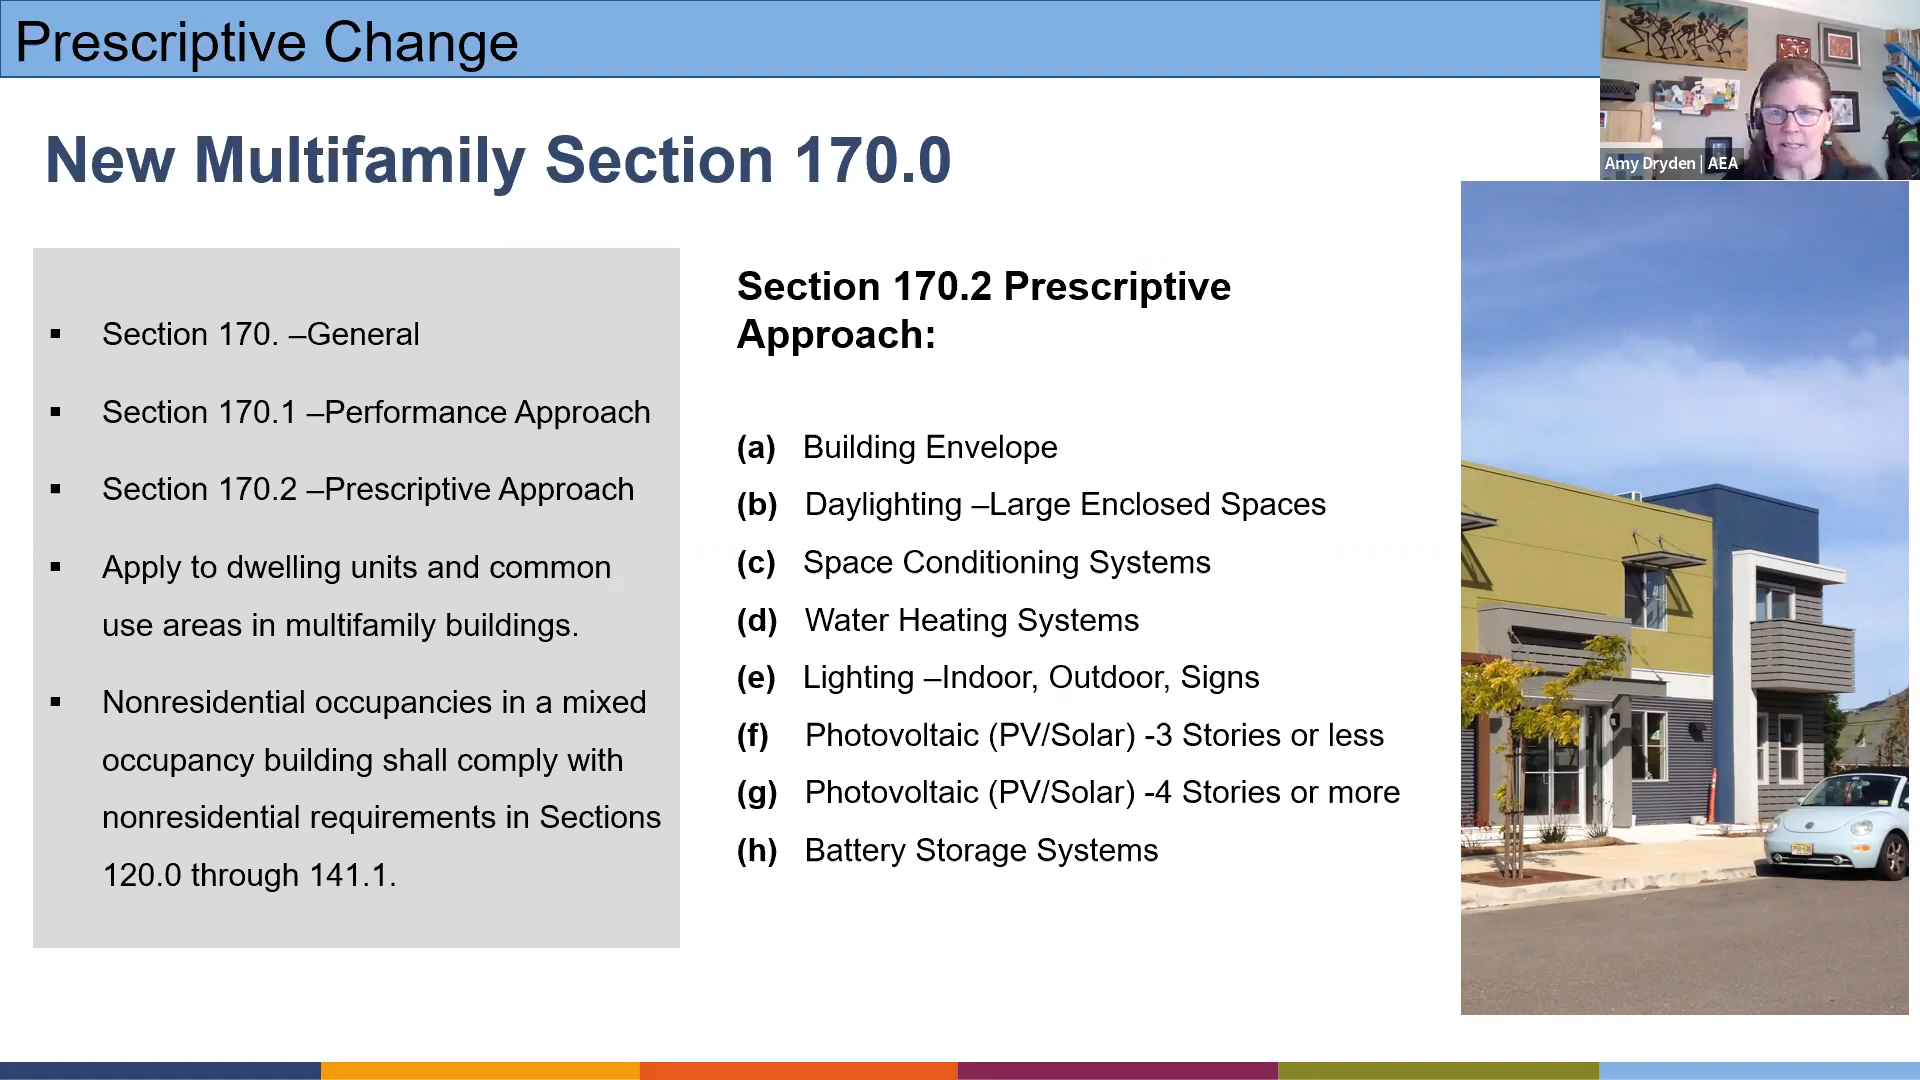 Prescriptive Change
Amy Dryden | AEA
New Multifamily Section 170.0
▪ Section 170. –General
▪ Section 170.1 –Performance Approach
▪ Section 170.2 –Prescriptive Approach
▪ Apply to dwelling units and common
use areas in multifamily buildings.
▪ Nonresidential occupancies in a mixed
occupancy building shall comply with
nonresidential requirements in Sections
120.0 through 141.1.
Section 170.2 Prescriptive
Approach:
(a) Building Envelope
(b) Daylighting –Large Enclosed Spaces
(c) Space Conditioning Systems
(d) Water Heating Systems
(e) Lighting –Indoor, Outdoor, Signs
(f) Photovoltaic (PV/Solar) -3 Stories or less
(g) Photovoltaic (PV/Solar) -4 Stories or more
(h) Battery Storage Systems